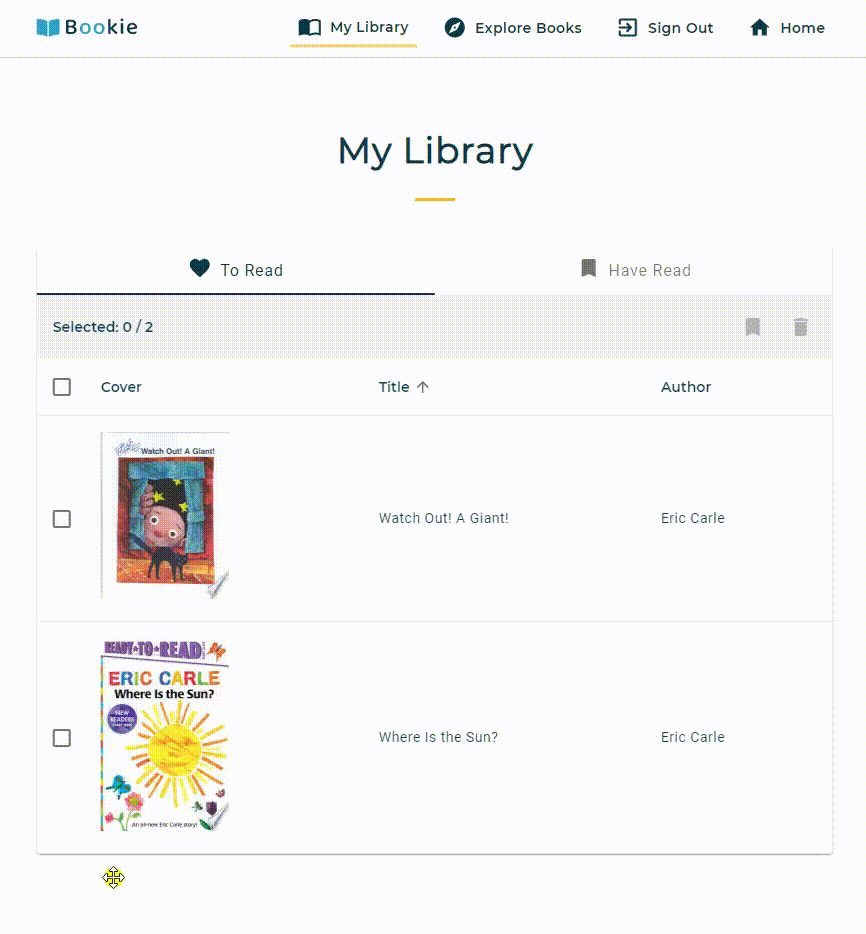 Bookie
My Library
Explore Books
Sign Out
Home
My Library
To Read
Have Read
Selected: 0 / 2
Cover
Title
Author
Watch Out! A Giant!
Watch Out! A Giant!
Eric Carle
READY-TO-READ
ERIC CARLE
Where Is the Sun?
NEW
READERS
Where Is the Sun?
Eric Carle
An all-new Eric Carle story!